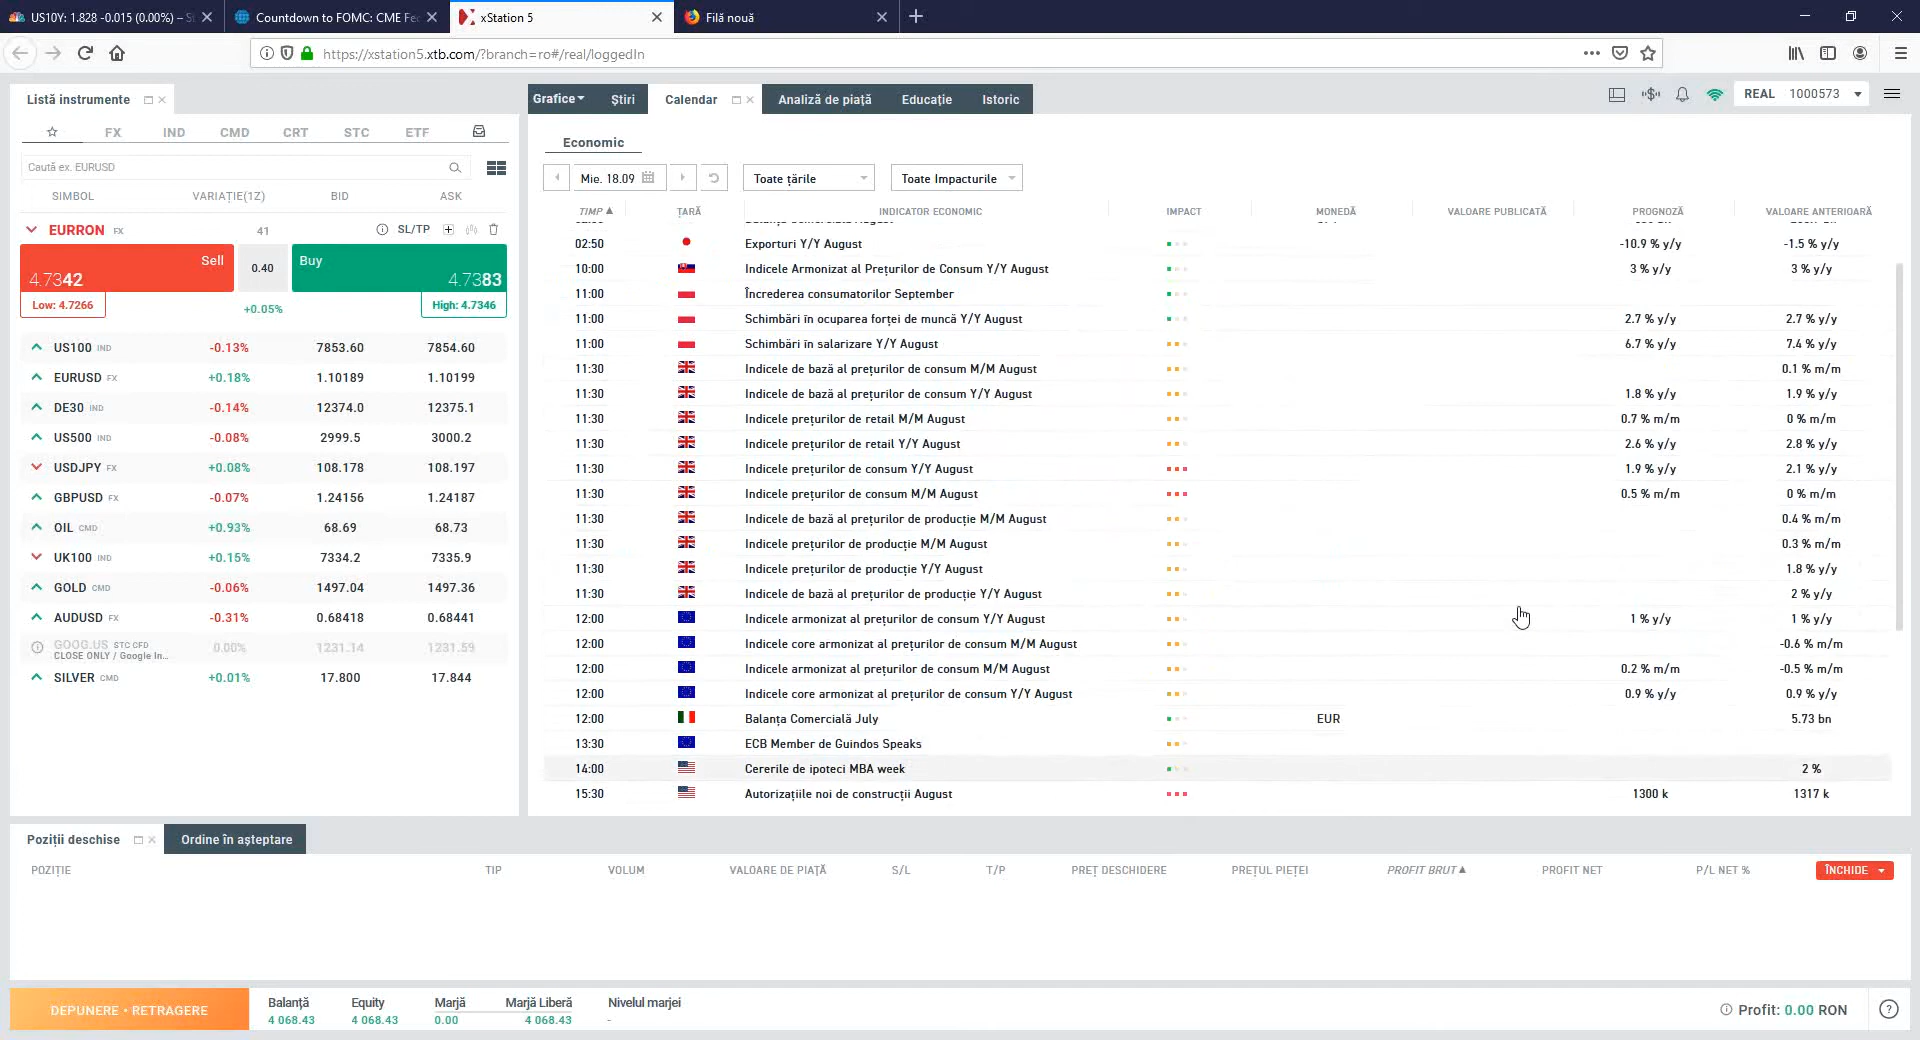 US10Y: 1.828 -0.015 (0.00%) – S
Countdown to FOMC: CME Fed
xStation 5
Filă nouă
https://xstation5.xtb.com/?branch=ro#/real/loggedIn
Listă instrumente
Grafice
Știri
Calendar
Analiză de piață
Educație
Istoric
REAL 1000573
FX IND CMD CRT STC ETF
Economic
Caută ex. EURUSD
Mie. 18.09
Toate țările
Toate Impacturile
SIMBOL VARIAȚIE(1Z) BID ASK
EURRON FX 41 SL/TP
Sell
4.7342
0.40
Buy
4.7383
Low: 4.7266
+0.05%
High: 4.7346
US100 IND -0.13% 7853.60 7854.60
EURUSD FX +0.18% 1.10189 1.10199
DE30 IND -0.14% 12374.0 12375.1
US500 IND -0.08% 2999.5 3000.2
USDJPY FX +0.08% 108.178 108.197
GBPUSD FX -0.07% 1.24156 1.24187
OIL CMD +0.93% 68.69 68.73
UK100 IND +0.15% 7334.2 7335.9
GOLD CMD -0.06% 1497.04 1497.36
AUDUSD FX -0.31% 0.68418 0.68441
GOOG.US STC CFD 0.00% 1231.14 1231.59
CLOSE ONLY / Google In...
SILVER CMD +0.01% 17.800 17.844
TIMP ȚARĂ INDICATOR ECONOMIC IMPACT MONEDĂ VALOARE PUBLICATĂ PROGNOZĂ VALOARE ANTERIOARĂ
02:50 Exporturi Y/Y August -10.9 % y/y -1.5 % y/y
10:00 Indicele Armonizat al Prețurilor de Consum Y/Y August 3 % y/y 3 % y/y
11:00 Încrederea consumatorilor September
11:00 Schimbări în ocuparea forței de muncă Y/Y August 2.7 % y/y 2.7 % y/y
11:00 Schimbări în salarizare Y/Y August 6.7 % y/y 7.4 % y/y
11:30 Indicele de bază al prețurilor de consum M/M August 0.1 % m/m
11:30 Indicele de bază al prețurilor de consum Y/Y August 1.8 % y/y 1.9 % y/y
11:30 Indicele prețurilor de retail M/M August 0.7 % m/m 0 % m/m
11:30 Indicele prețurilor de retail Y/Y August 2.6 % y/y 2.8 % y/y
11:30 Indicele prețurilor de consum Y/Y August 1.9 % y/y 2.1 % y/y
11:30 Indicele prețurilor de consum M/M August 0.5 % m/m 0 % m/m
11:30 Indicele de bază al prețurilor de producție M/M August 0.4 % m/m
11:30 Indicele prețurilor de producție M/M August 0.3 % m/m
11:30 Indicele prețurilor de producție Y/Y August 1.8 % y/y
11:30 Indicele de bază al prețurilor de producție Y/Y August 2 % y/y
12:00 Indicele armonizat al prețurilor de consum Y/Y August 1 % y/y 1 % y/y
12:00 Indicele core armonizat al prețurilor de consum M/M August -0.6 % m/m
12:00 Indicele armonizat al prețurilor de consum M/M August 0.2 % m/m -0.5 % m/m
12:00 Indicele core armonizat al prețurilor de consum Y/Y August 0.9 % y/y 0.9 % y/y
12:00 Balanța Comercială July EUR 5.73 bn
13:30 ECB Member de Guindos Speaks
14:00 Cererile de ipoteci MBA week 2 %
15:30 Autorizațiile noi de construcții August 1300 k 1317 k
Poziții deschise
Ordine în așteptare
POZIȚIE TIP VOLUM VALOARE DE PIAȚĂ S/L T/P PREȚ DESCHIDERE PREȚUL PIEȚEI PROFIT BRUT PROFIT NET P/L NET % ÎNCHIDE
DEPUNERE • RETRAGERE
Balanță Equity Marjă Marjă Liberă Nivelul marjei
4 068.43 4 068.43 0.00 4 068.43 -
Profit: 0.00 RON